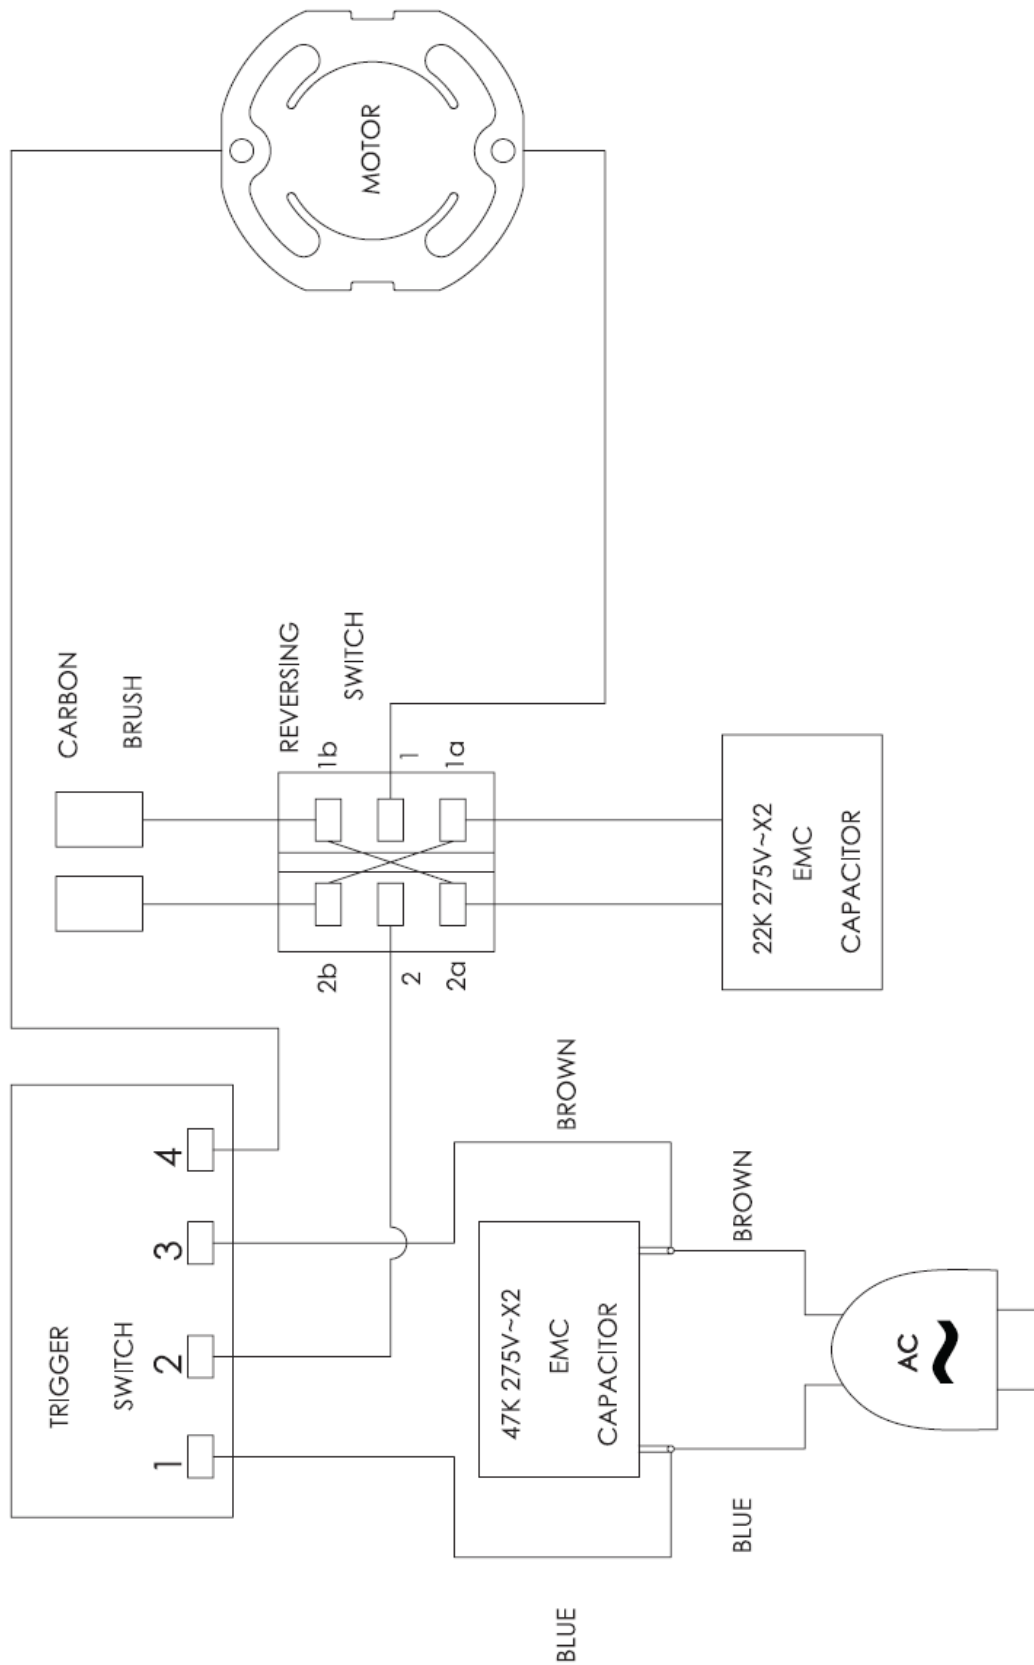 TRIGGER
SWITCH
1
2
3
4
CARBON
BRUSH
REVERSING
SWITCH
2b
2
2a
1b
1
1a
MOTOR
BLUE
BROWN
47K 275V~X2
EMC
CAPACITOR
BLUE
BROWN
22K 275V~X2
EMC
CAPACITOR
AC
~